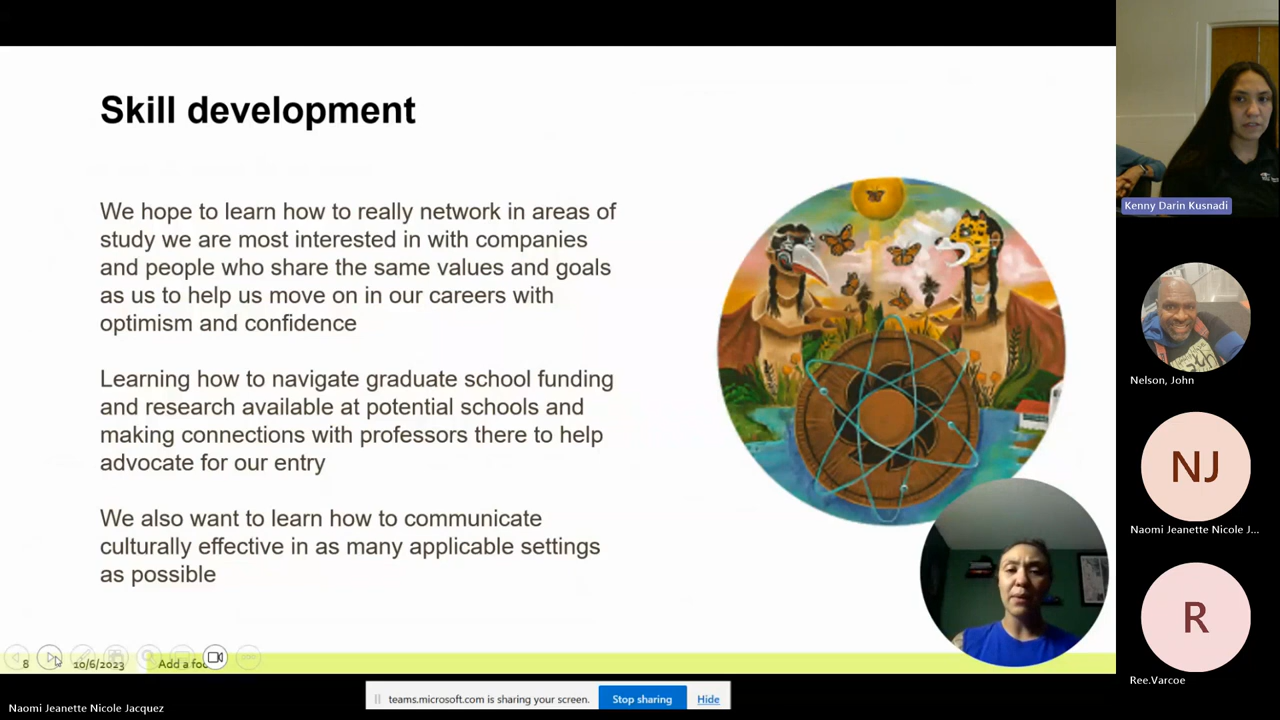 Skill development
We hope to learn how to really network in areas of
study we are most interested in with companies
and people who share the same values and goals
as us to help us move on in our careers with
optimism and confidence
Learning how to navigate graduate school funding
and research available at potential schools and
making connections with professors there to help
advocate for our entry
We also want to learn how to communicate
culturally effective in as many applicable settings
as possible
8
10/6/2023
Add a foo
teams.microsoft.com is sharing your screen.
Stop sharing
Hide
Naomi Jeanette Nicole Jacquez
Kenny Darin Kusnadi
Nelson, John
NJ
Naomi Jeanette Nicole J...
R
Ree.Varcoe